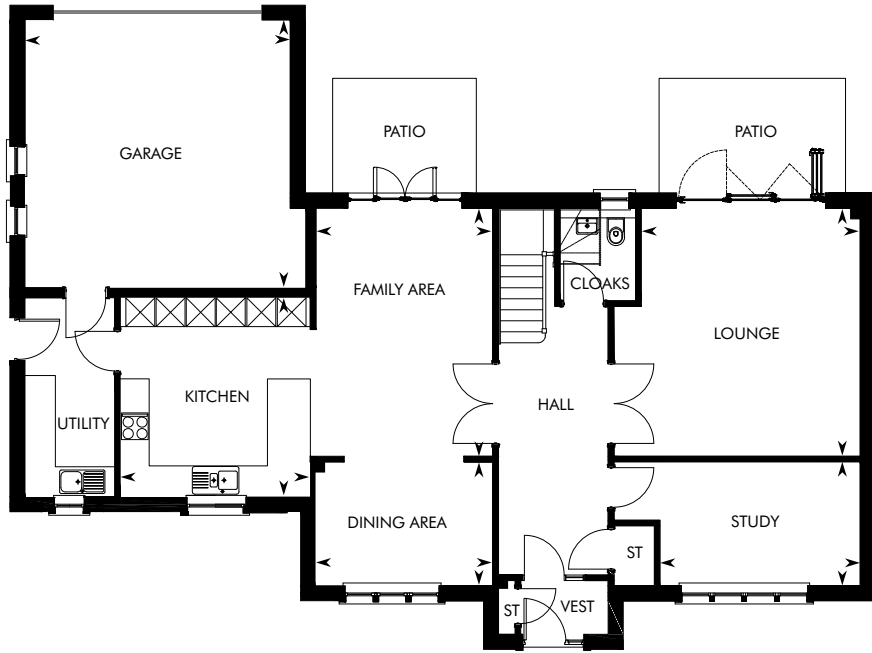 PATIO
PATIO
GARAGE
CLOAKS
FAMILY AREA
LOUNGE
KITCHEN
HALL
UTILITY
DINING AREA
STUDY
ST
ST
VEST